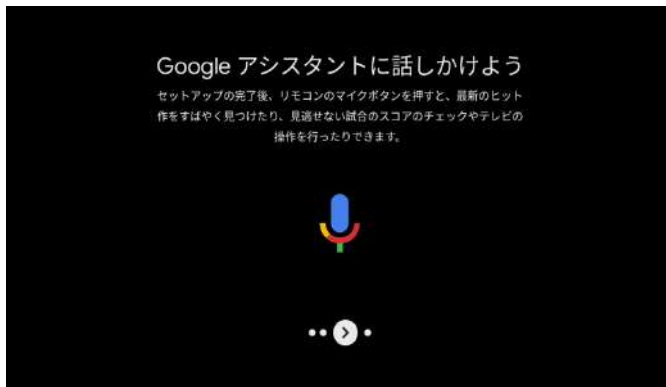 Google アシスタントに話しかけよう
セットアップの完了後、リモコンのマイクボタンを押すと、最新のヒット
作をすばやく見つけたり、見逃せない試合のスコアのチェックやテレビの
操作を行ったりできます。